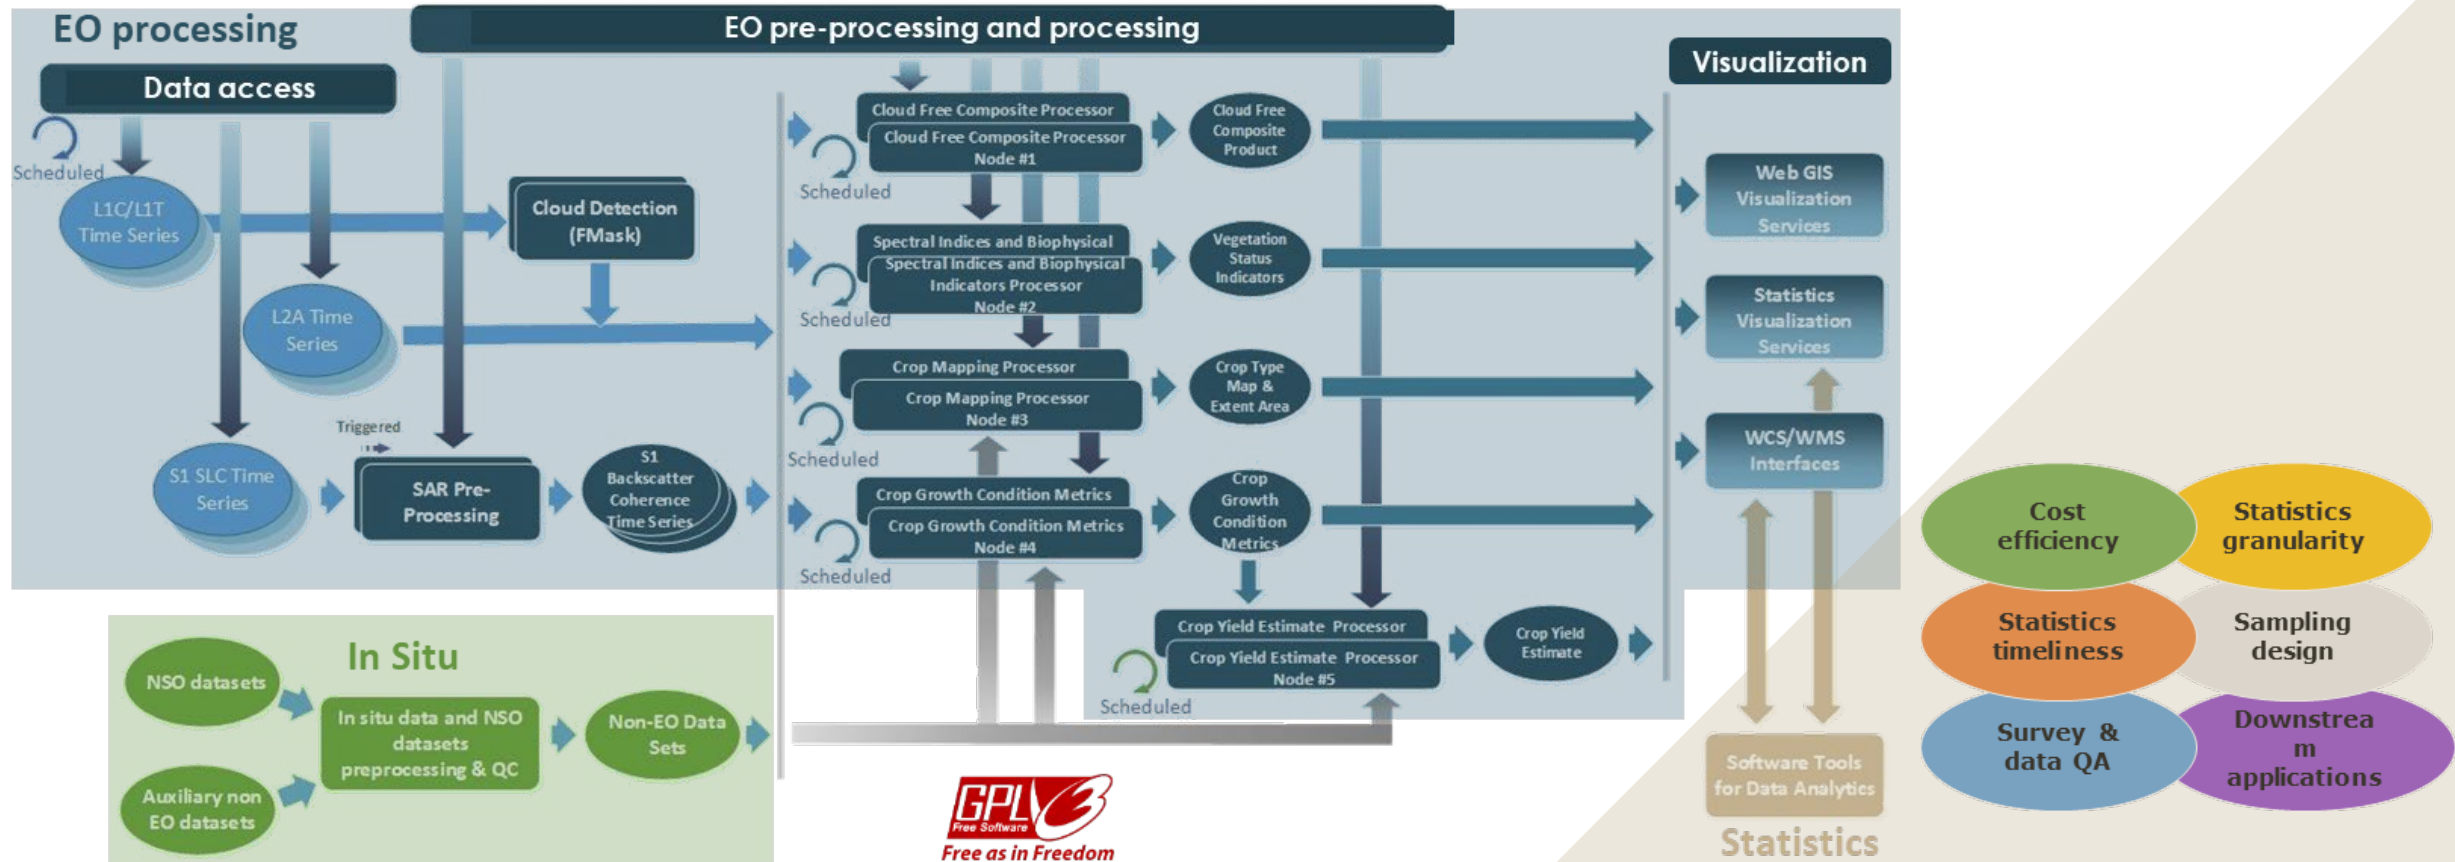 EO processing
EO pre-processing and processing
Data access
Visualization
Scheduled
L1C/L1T
Time Series
Cloud Detection
(FMask)
L2A Time
Series
Triggered
S1 SLC Time
Series
SAR Pre-
Processing
S1
Backscatter
Coherence
Time Series
Cloud Free Composite Processor
Cloud Free Composite Processor
Node #1
Scheduled
Cloud Free
Composite
Product
Spectral Indices and Biophysical
Spectral Indices and Biophysical
Indicators Processor
Node #2
Scheduled
Vegetation
Status
Indicators
Crop Mapping Processor
Crop Mapping Processor
Node #3
Scheduled
Crop Type
Map &
Extent Area
Crop Growth Condition Metrics
Crop Growth Condition Metrics
Node #4
Scheduled
Crop
Growth
Condition
Metrics
Crop Yield Estimate Processor
Crop Yield Estimate Processor
Node #5
Scheduled
Crop Yield
Estimate
Web GIS
Visualization
Services
Statistics
Visualization
Services
WCS/WMS
Interfaces
Software Tools
for Data Analytics
Statistics
In Situ
NSO datasets
Auxiliary non
EO datasets
In situ data and NSO
datasets
preprocessing & QC
Non-EO Data
Sets
GPLV3
Free Software
Free as in Freedom
Cost
efficiency
Statistics
granularity
Statistics
timeliness
Sampling
design
Survey &
data QA
Downstrea
m
applications